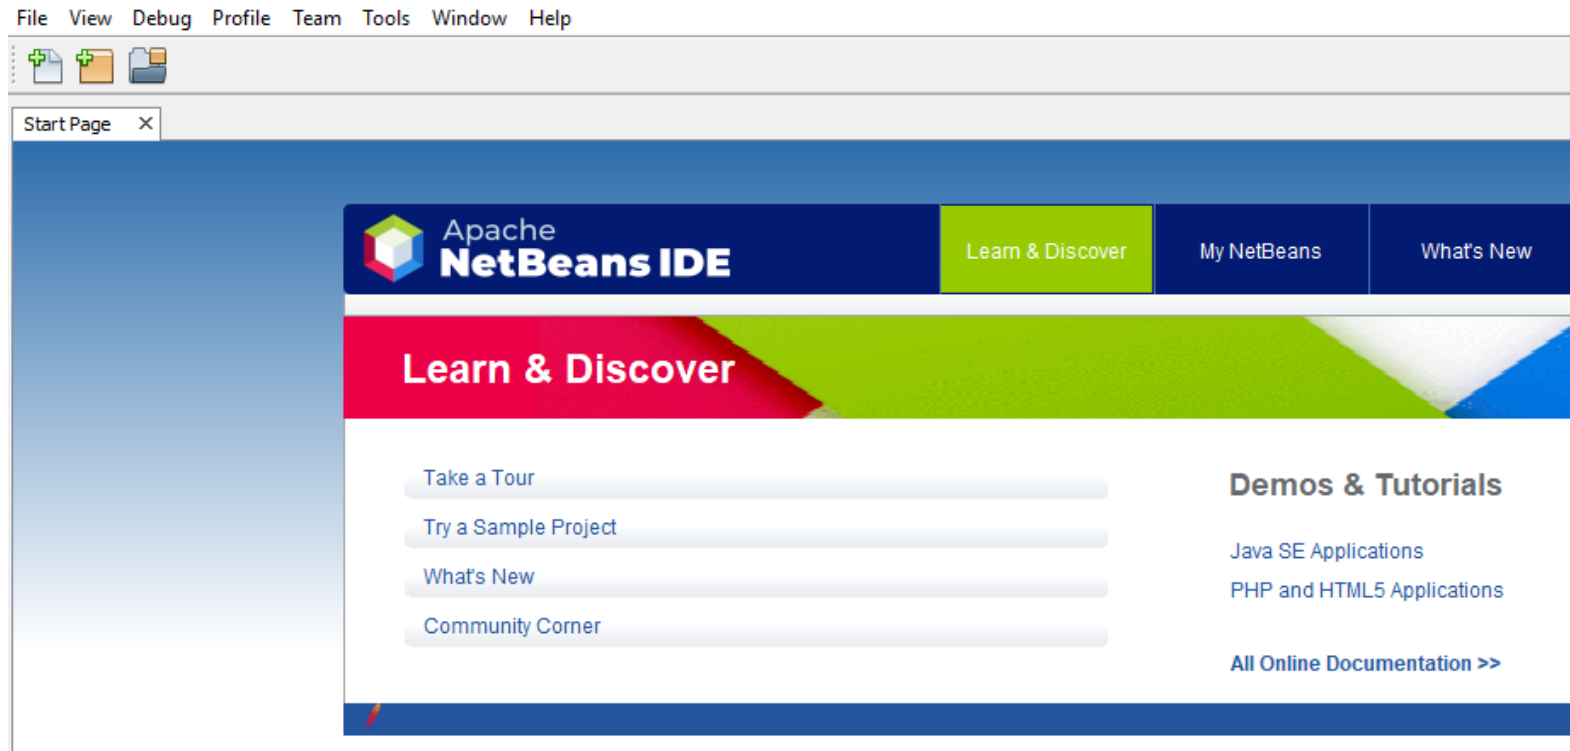 File View Debug Profile Team Tools Window Help
Start Page
Apache
NetBeans IDE
Learn & Discover
My NetBeans
What's New
Learn & Discover
Take a Tour
Try a Sample Project
What's New
Community Corner
Demos & Tutorials
Java SE Applications
PHP and HTML5 Applications
All Online Documentation >>